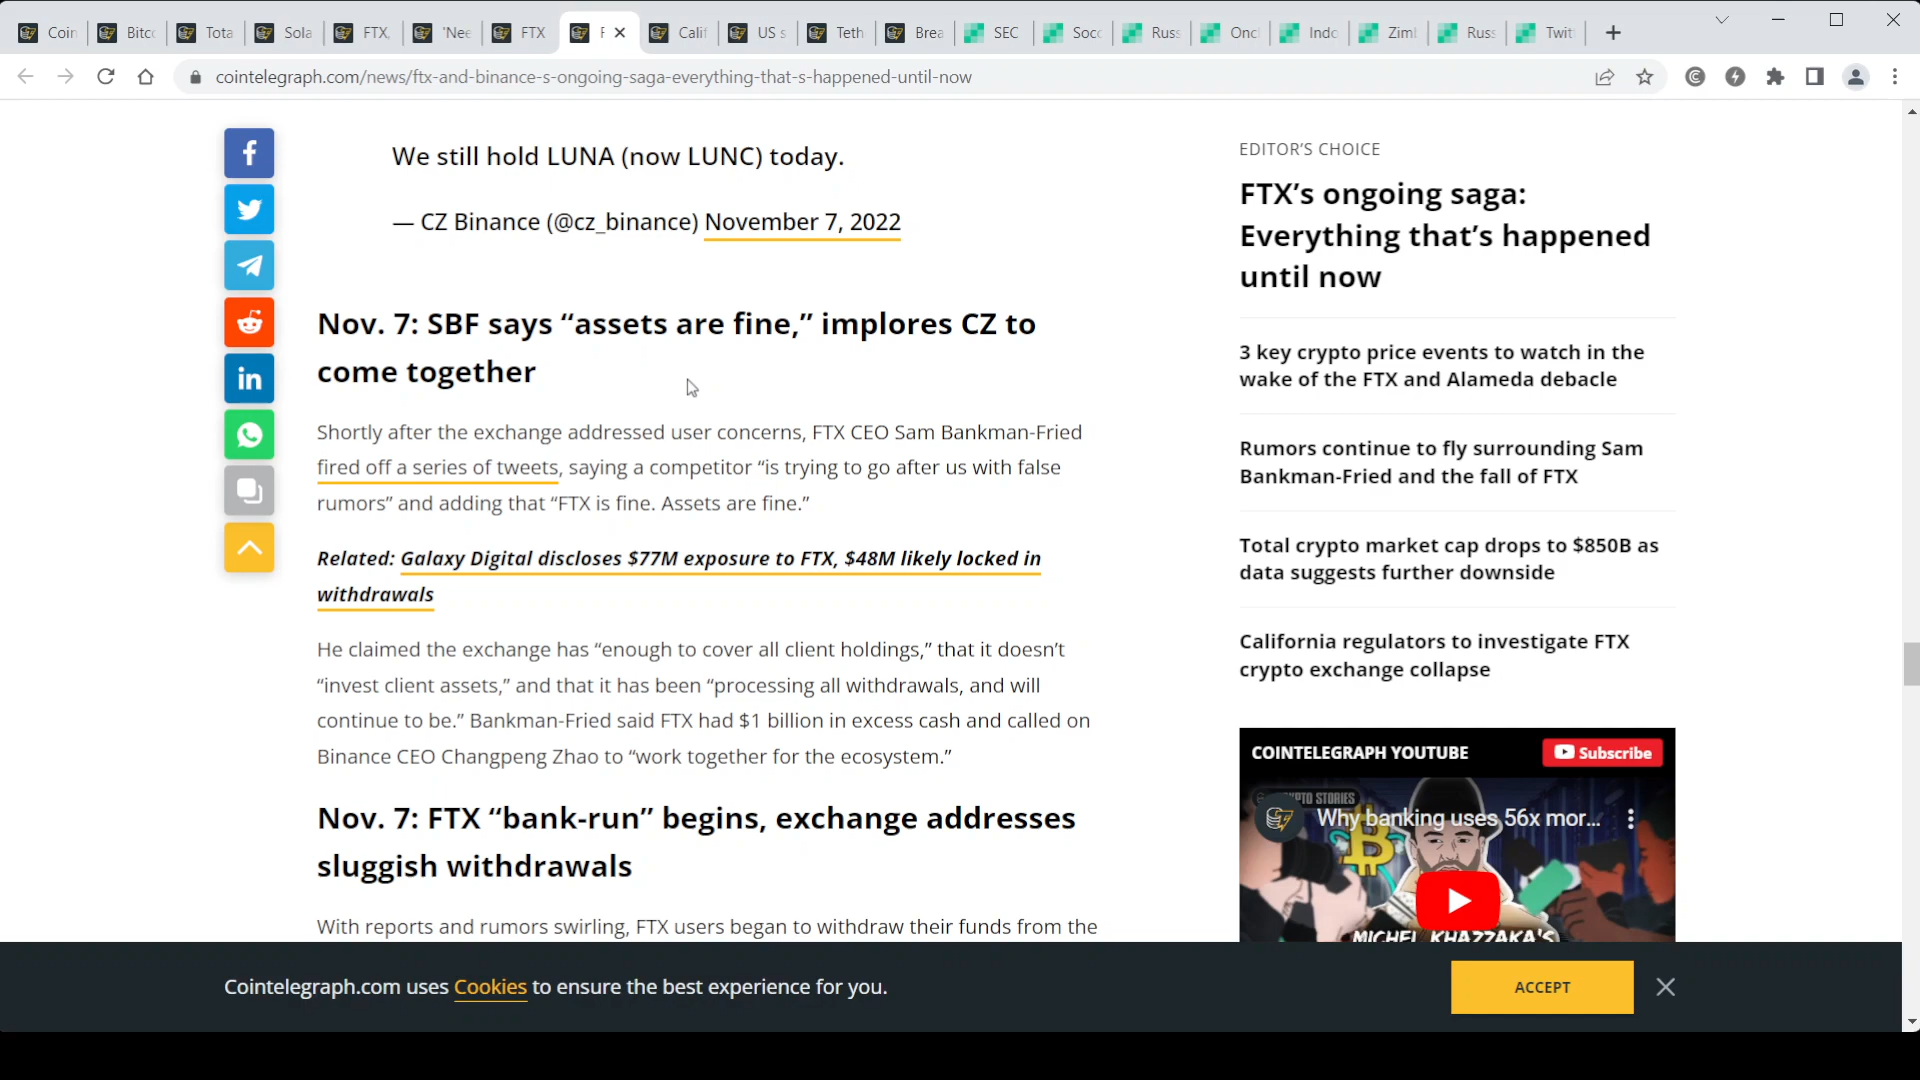 Coin
Bitc
Tota
Sola
FTX,
'Nee
FTX
F
Calif
US s
Teth
Brea
SEC
Socc
Russ
Onc
Indo
Zim
Russ
Twit
cointelegraph.com/news/ftx-and-binance-s-ongoing-saga-everything-that-s-happened-until-now
We still hold LUNA (now LUNC) today.
— CZ Binance (@cz_binance) November 7, 2022
Nov. 7: SBF says “assets are fine,” implores CZ to
come together
Shortly after the exchange addressed user concerns, FTX CEO Sam Bankman-Fried
fired off a series of tweets, saying a competitor “is trying to go after us with false
rumors” and adding that “FTX is fine. Assets are fine.”
Related: Galaxy Digital discloses $77M exposure to FTX, $48M likely locked in
withdrawals
He claimed the exchange has “enough to cover all client holdings,” that it doesn’t
“invest client assets,” and that it has been “processing all withdrawals, and will
continue to be.” Bankman-Fried said FTX had $1 billion in excess cash and called on
Binance CEO Changpeng Zhao to “work together for the ecosystem.”
Nov. 7: FTX “bank-run” begins, exchange addresses
sluggish withdrawals
With reports and rumors swirling, FTX users began to withdraw their funds from the
EDITOR’S CHOICE
FTX’s ongoing saga:
Everything that’s happened
until now
3 key crypto price events to watch in the
wake of the FTX and Alameda debacle
Rumors continue to fly surrounding Sam
Bankman-Fried and the fall of FTX
Total crypto market cap drops to $850B as
data suggests further downside
California regulators to investigate FTX
crypto exchange collapse
COINTELEGRAPH YOUTUBE
Subscribe
Why banking uses 56x mor...
MICHEL KHAZZAKA'S
Cointelegraph.com uses Cookies to ensure the best experience for you.
ACCEPT